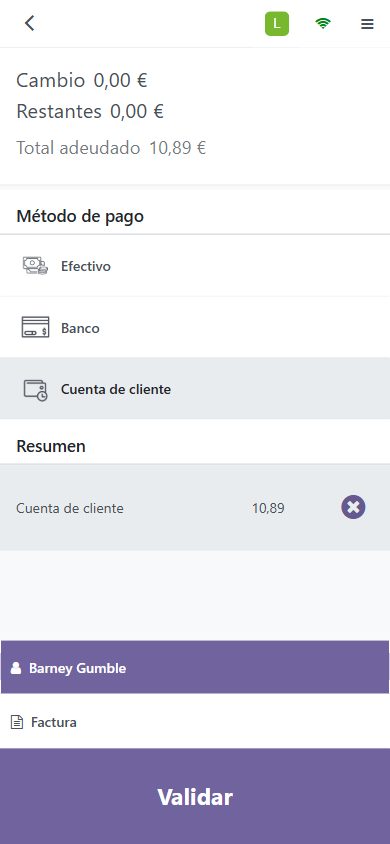 L
Cambio 0,00 €
Restantes 0,00 €
Total adeudado 10,89 €
Método de pago
Efectivo
Banco
Cuenta de cliente
Resumen
Cuenta de cliente 10,89
Barney Gumble
Factura
Validar